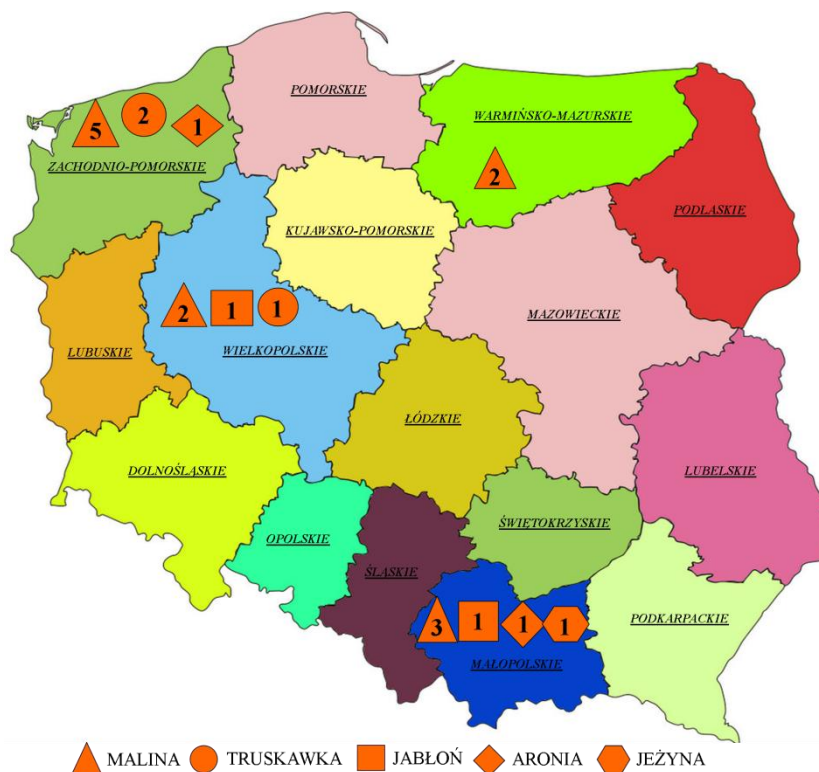 POMORSKIE
WARMIŃSKO-MAZURSKIE
5 2 1
ZACHODNIO-POMORSKIE
2
PODLASKIE
KUJAWSKO-POMORSKIE
2 1 1
MAZOWIECKIE
LUBUSKIE
WIELKOPOLSKIE
ŁÓDZKIE
DOLNOŚLĄSKIE
LUBELSKIE
ŚWIĘTOKRZYSKIE
OPOLSKIE
ŚLĄSKIE
3 1 1 1
PODKARPACKIE
MAŁOPOLSKIE
MALINA TRUSKAWKA JABŁOŃ ARONIA JEŻYNA